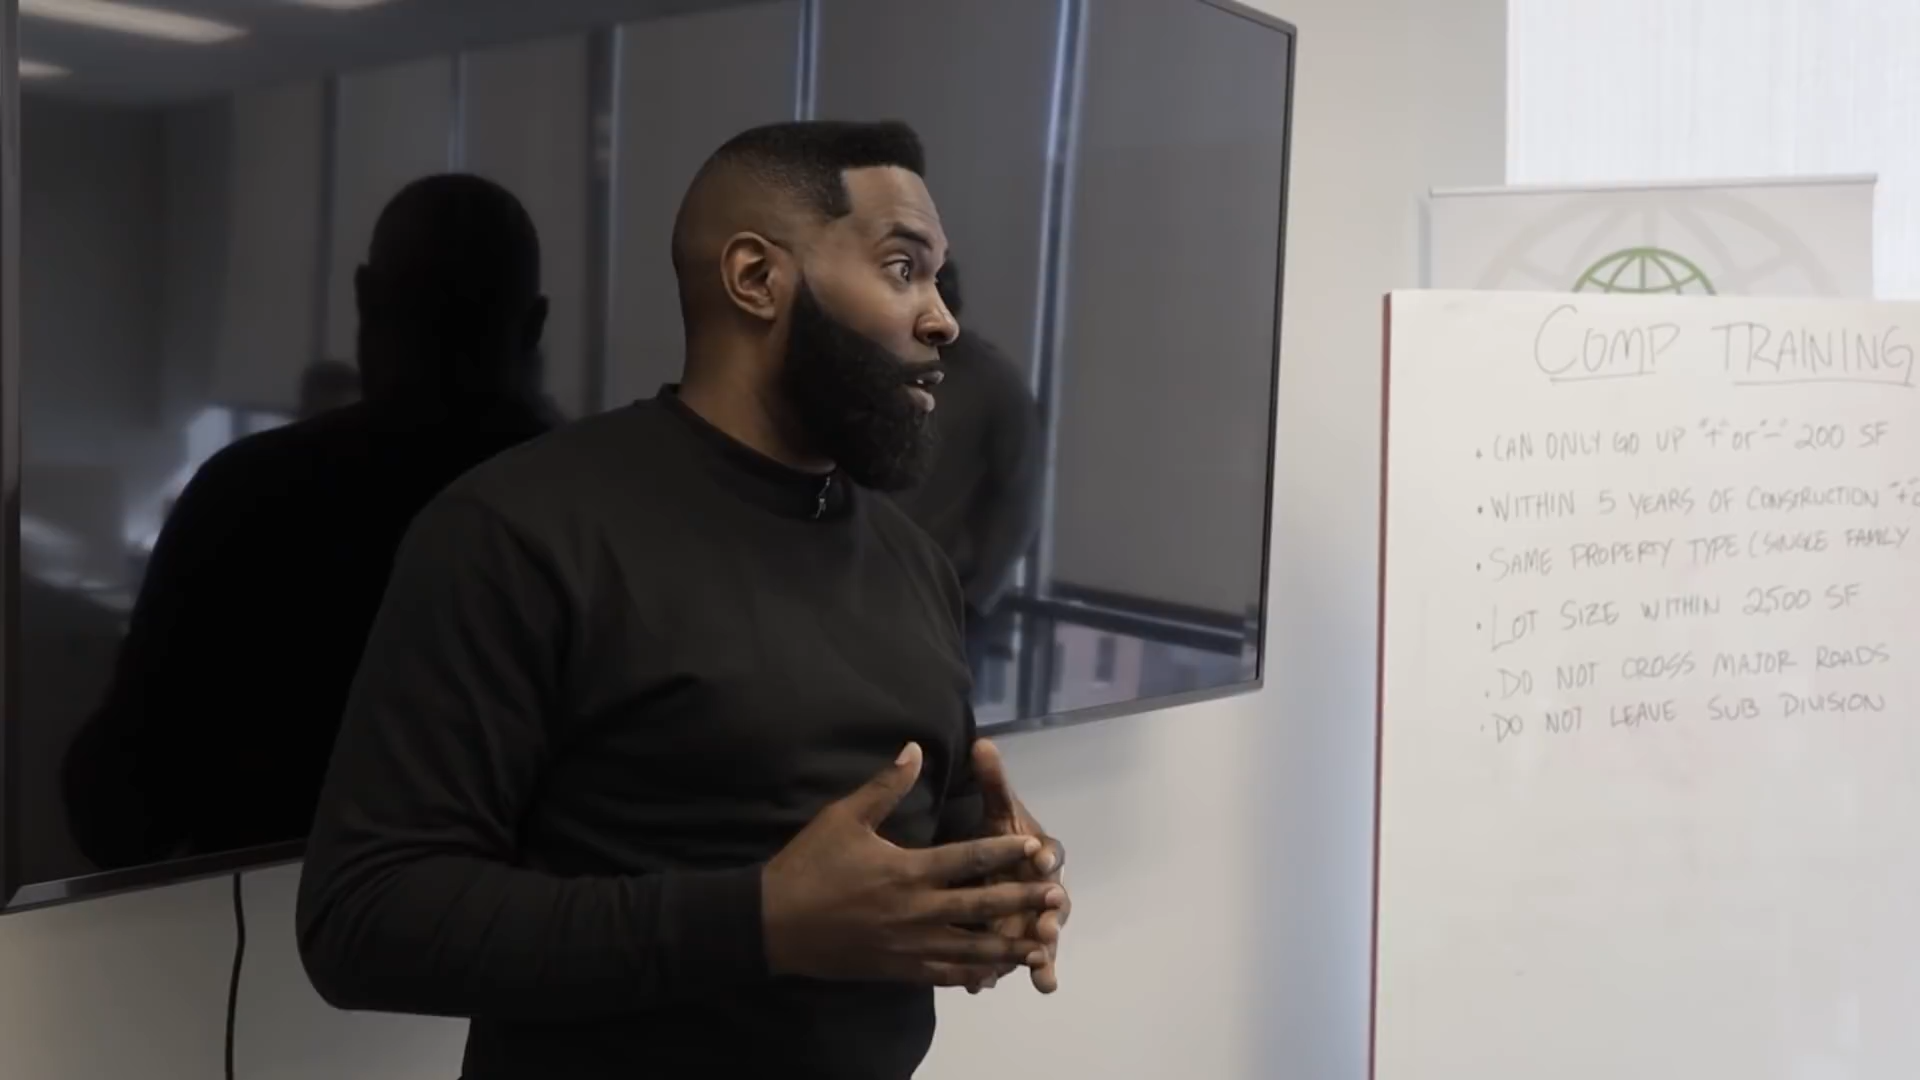 COMP TRAINING
• CAN ONLY GO UP "+" or "-" 200 SF
• WITHIN 5 YEARS OF CONSTRUCTION "+"
• SAME PROPERTY TYPE (SINGLE FAMILY
• LOT SIZE WITHIN 2500 SF
• DO NOT CROSS MAJOR ROADS
• DO NOT LEAVE SUB DIVISION